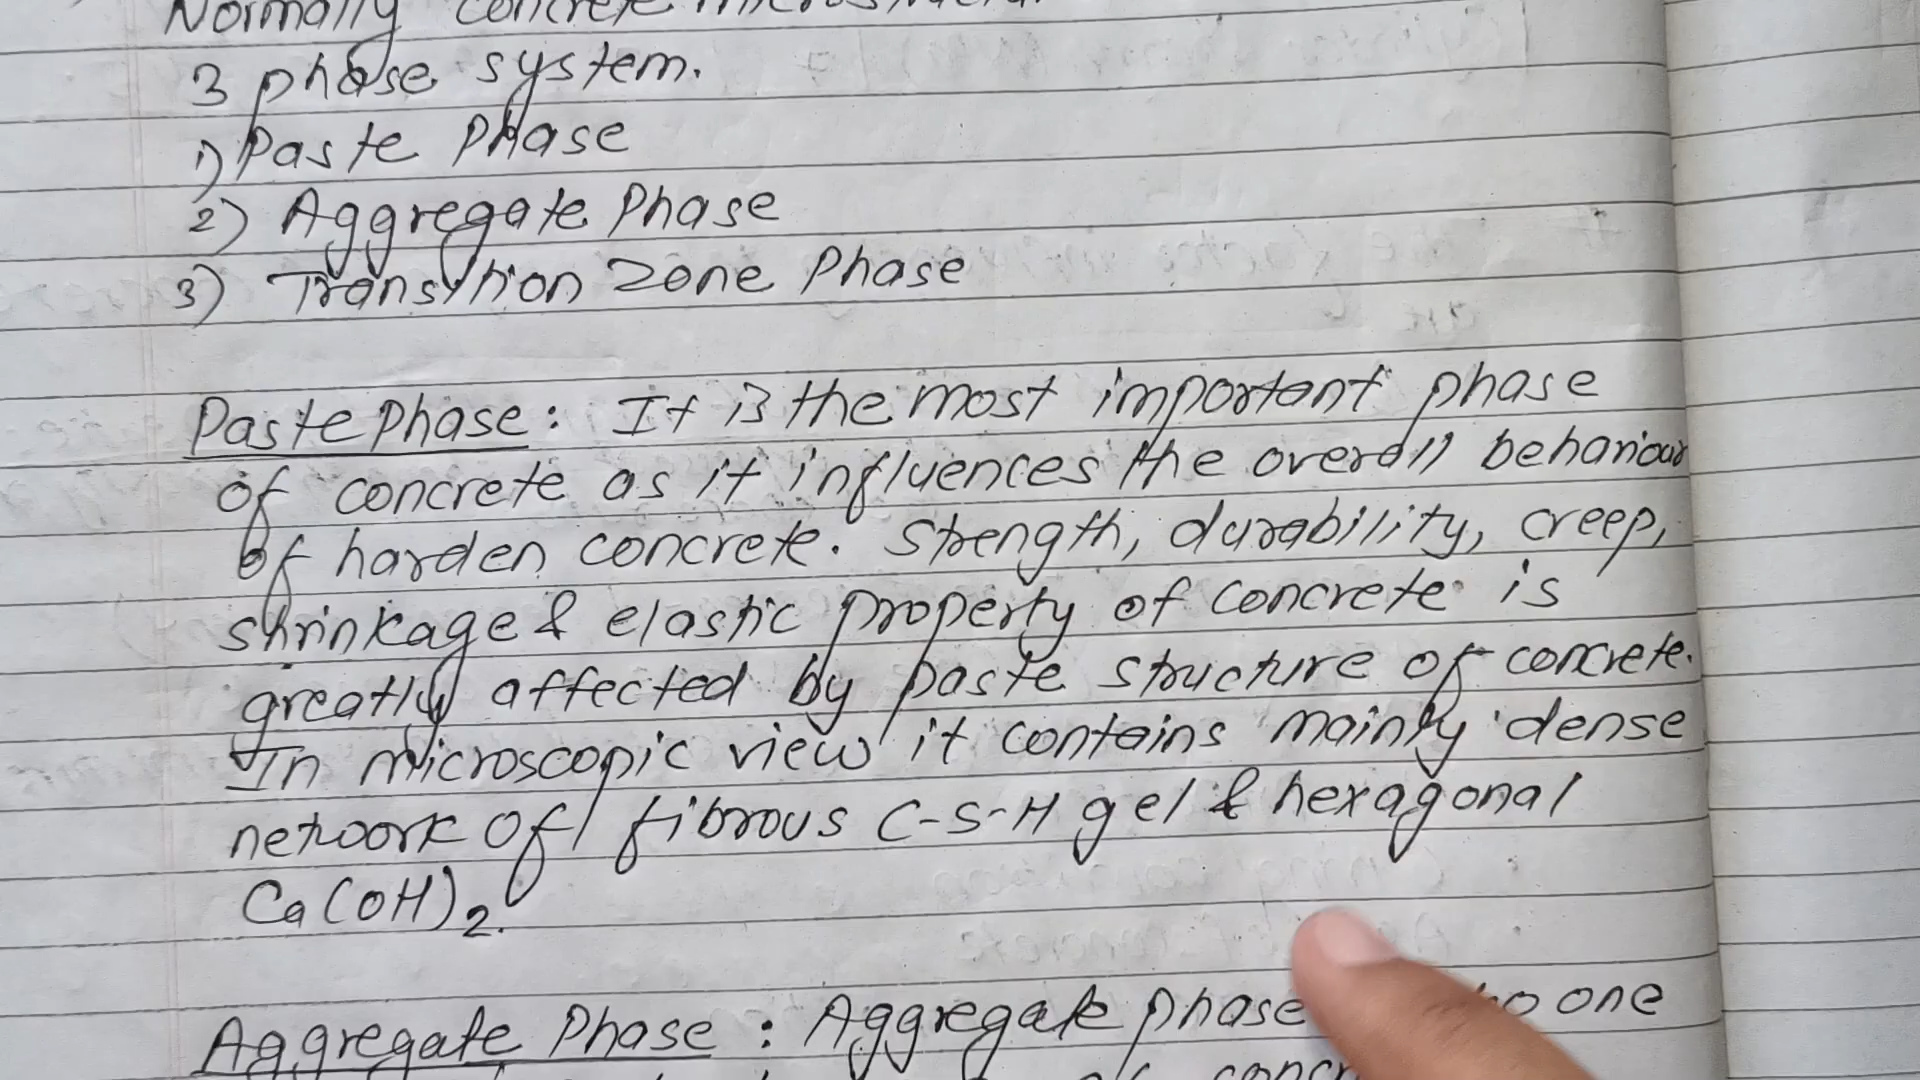 Normally concrete
3 phase system.
1) Paste Phase
2) Aggregate Phase
3) Transition Zone Phase
Paste Phase: It is the most important phase
of concrete as it influences the overall behaviour
of harden concrete. Strength, durability, creep,
shrinkage & elastic property of concrete is
greatly affected by paste structure of concrete.
In microscopic view it contains mainly dense
network of fibrous C-S-H gel & hexagonal
Ca(OH)2.
Aggregate Phase: Aggregate phase one